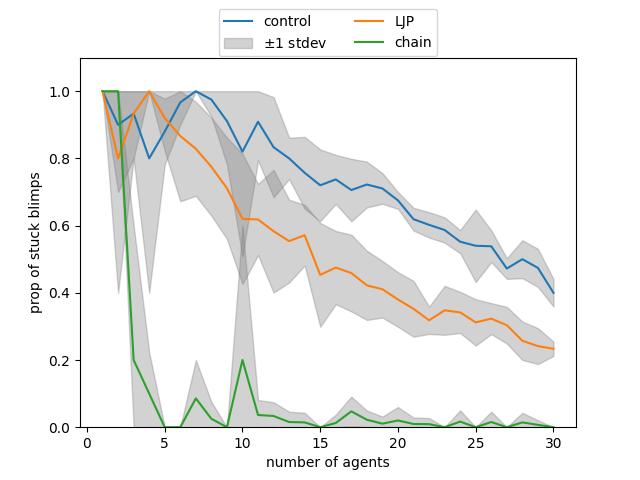 control
LJP
±1 stdev
chain
1.0
0.8
0.6
0.4
0.2
0.0
prop of stuck blimps
0 5 10 15 20 25 30
number of agents